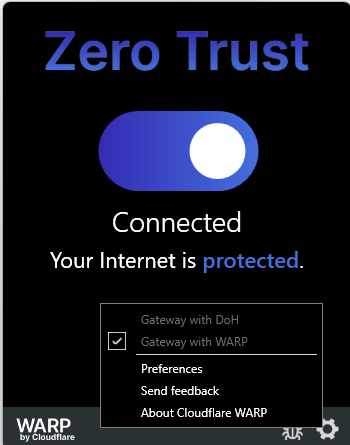 Zero Trust
Connected
Your Internet is protected.
Gateway with DoH
Gateway with WARP
Preferences
Send feedback
About Cloudflare WARP
WARP
by Cloudflare